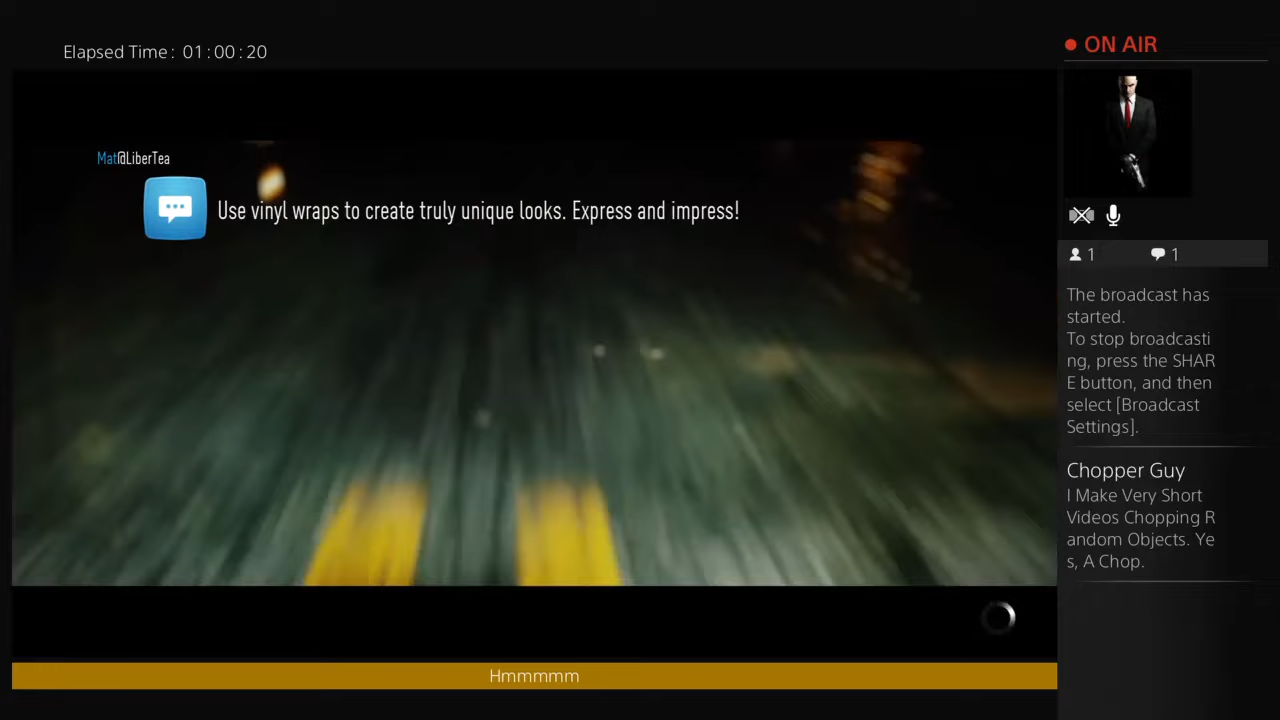 Elapsed Time: 01:00:20
ON AIR
Mat@LiberTea
Use vinyl wraps to create truly unique looks. Express and impress!
1 1
The broadcast has
started.
To stop broadcasti
ng, press the SHAR
E button, and then
select [Broadcast
Settings].
Chopper Guy
I Make Very Short
Videos Chopping R
andom Objects. Ye
s, A Chop.
Hmmmmm